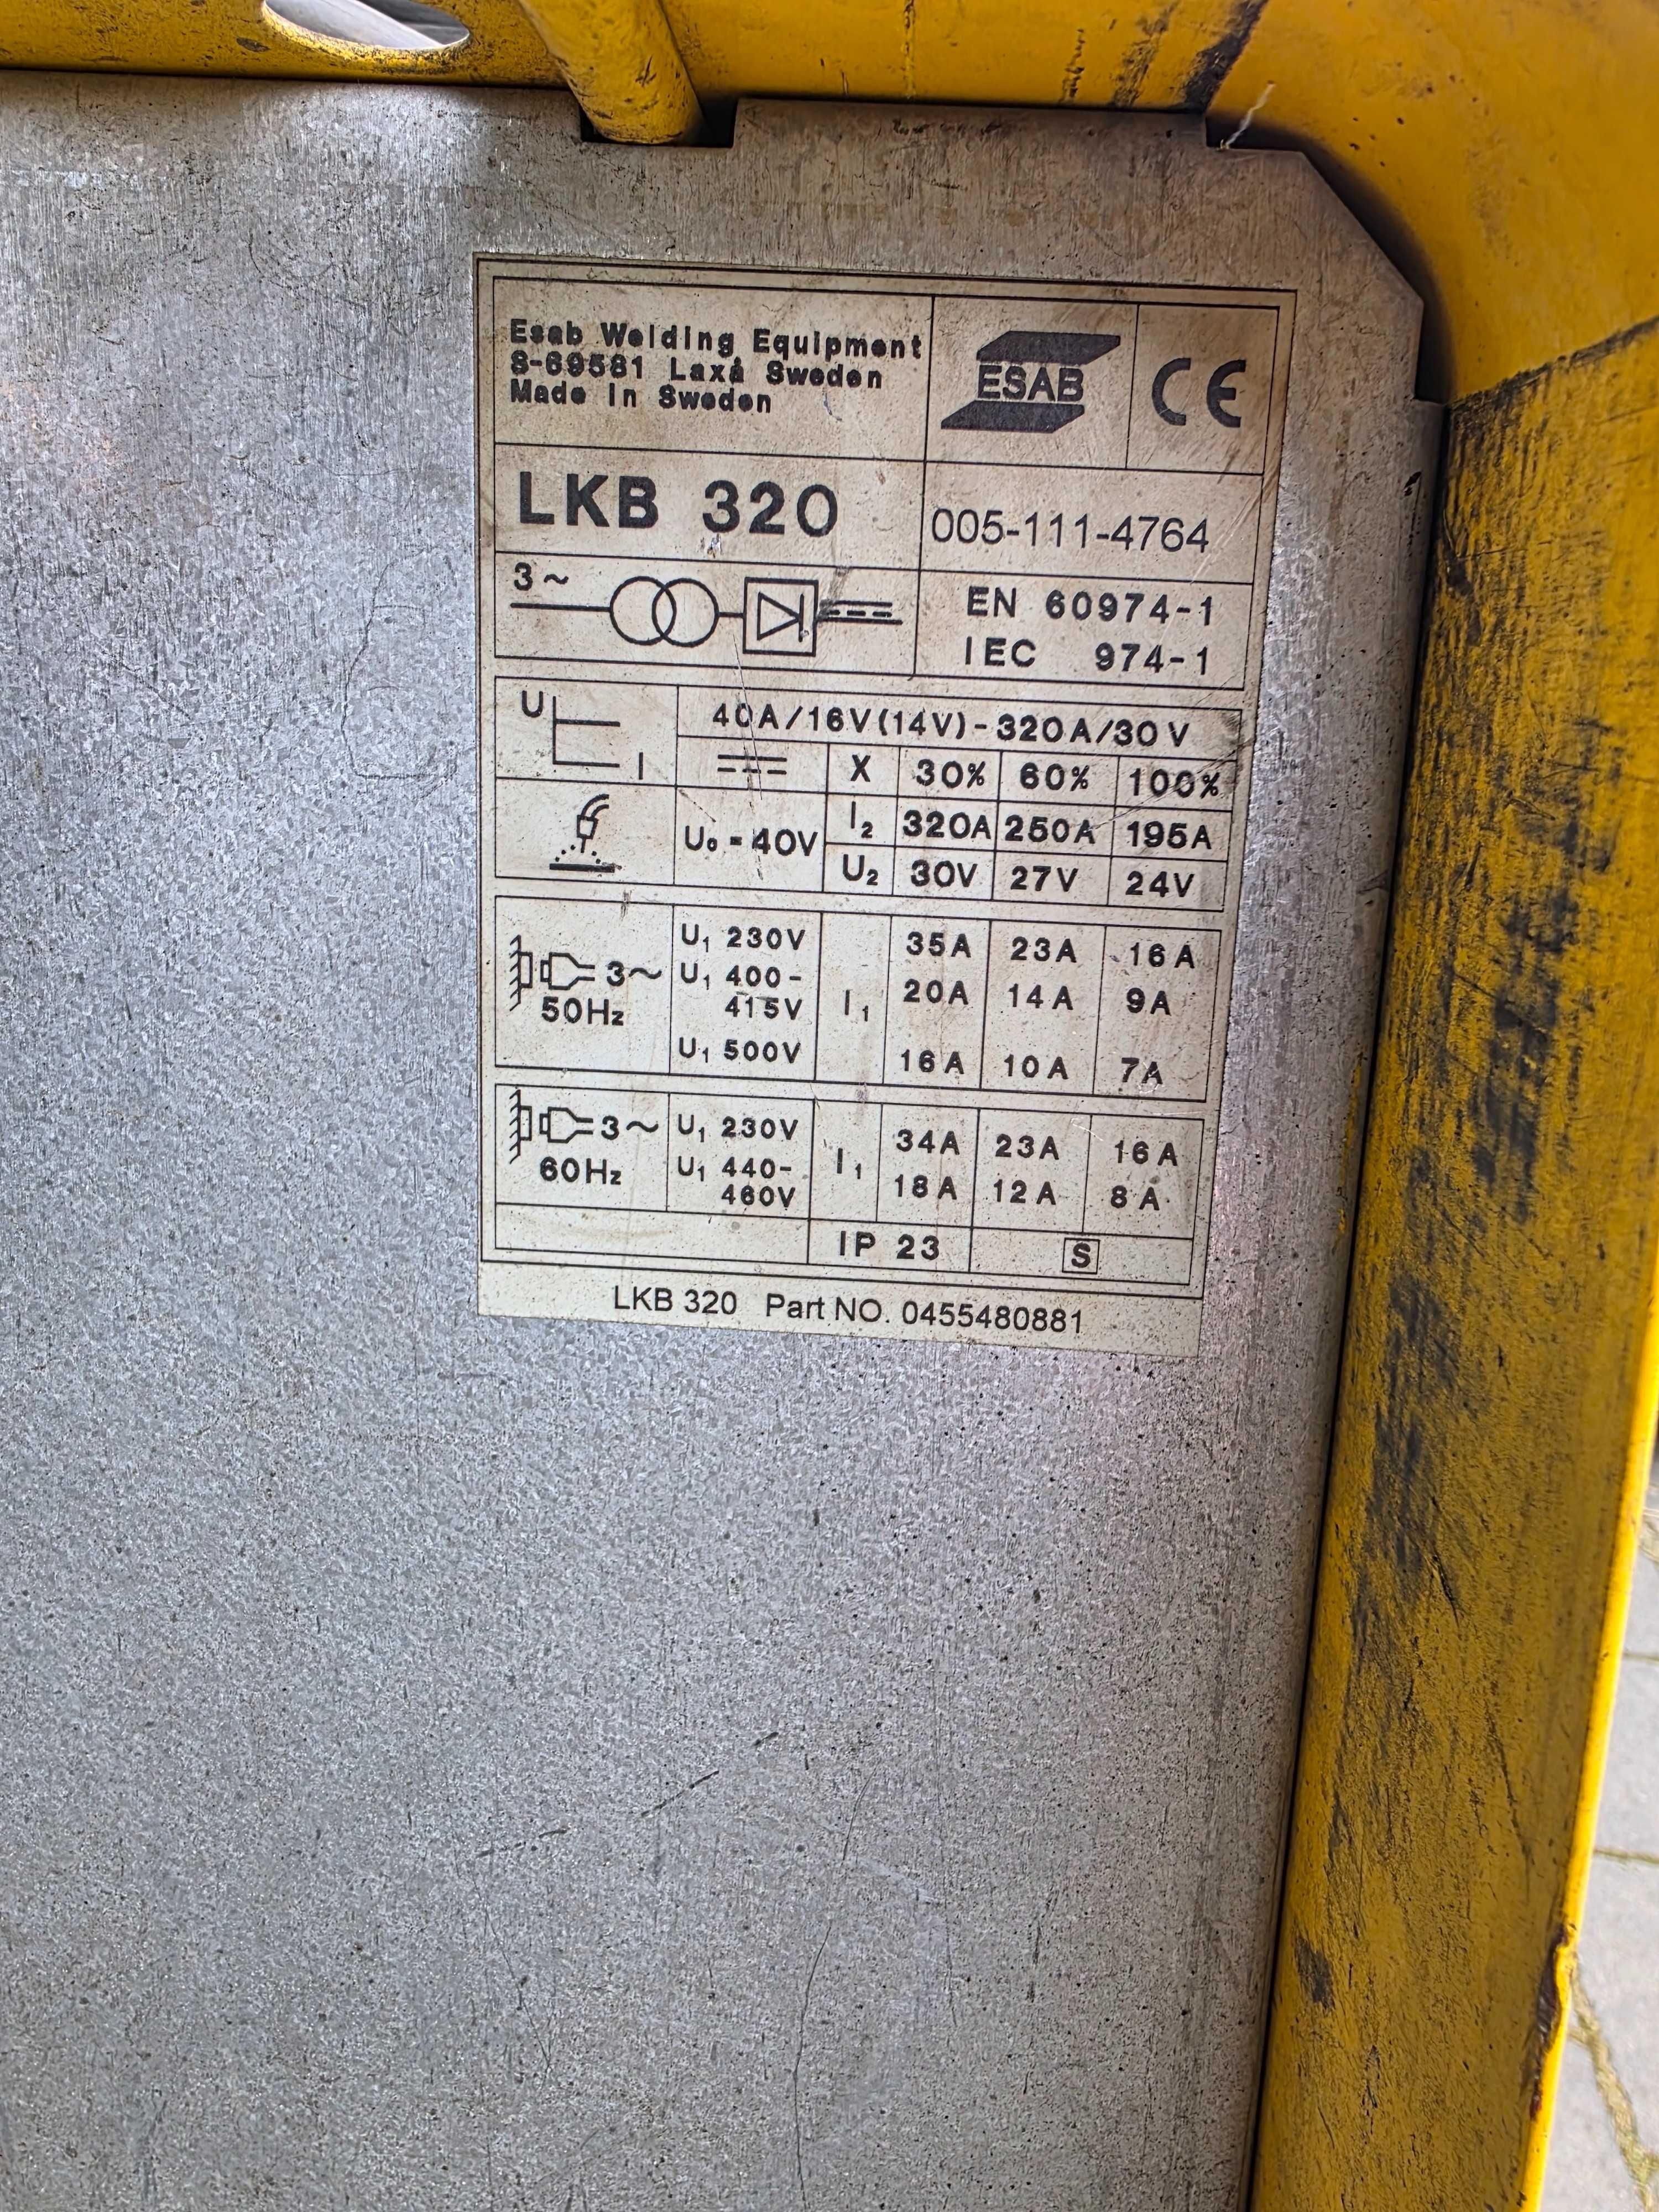 Esab Welding Equipment
S-69581 Laxå Sweden
Made in Sweden
ESAB
CE
LKB 320
005-111-4764
3~
EN 60974-1
IEC 974-1
U
I
40A/16V(14V)-320A/30V
X 30% 60% 100%
U₀=40V
I₂ 320A 250A 195A
U₂ 30V 27V 24V
3~
50Hz
I₁
U₁ 230V 35A 23A 16A
U₁ 400-
415V 20A 14A 9A
U₁ 500V 16A 10A 7A
3~
60Hz
I₁
U₁ 230V 34A 23A 16A
U₁ 440-
460V 18A 12A 8A
IP 23
S
LKB 320 Part NO. 0455480881